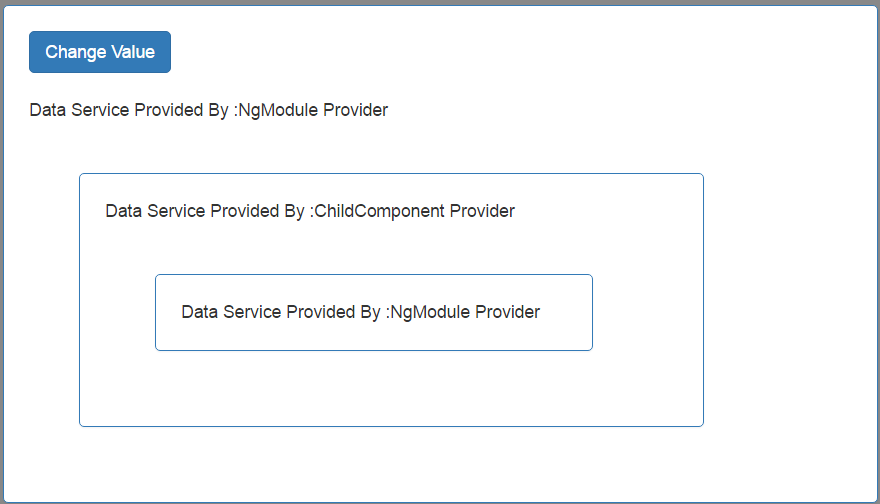 Change Value
Data Service Provided By :NgModule Provider
Data Service Provided By :ChildComponent Provider
Data Service Provided By :NgModule Provider